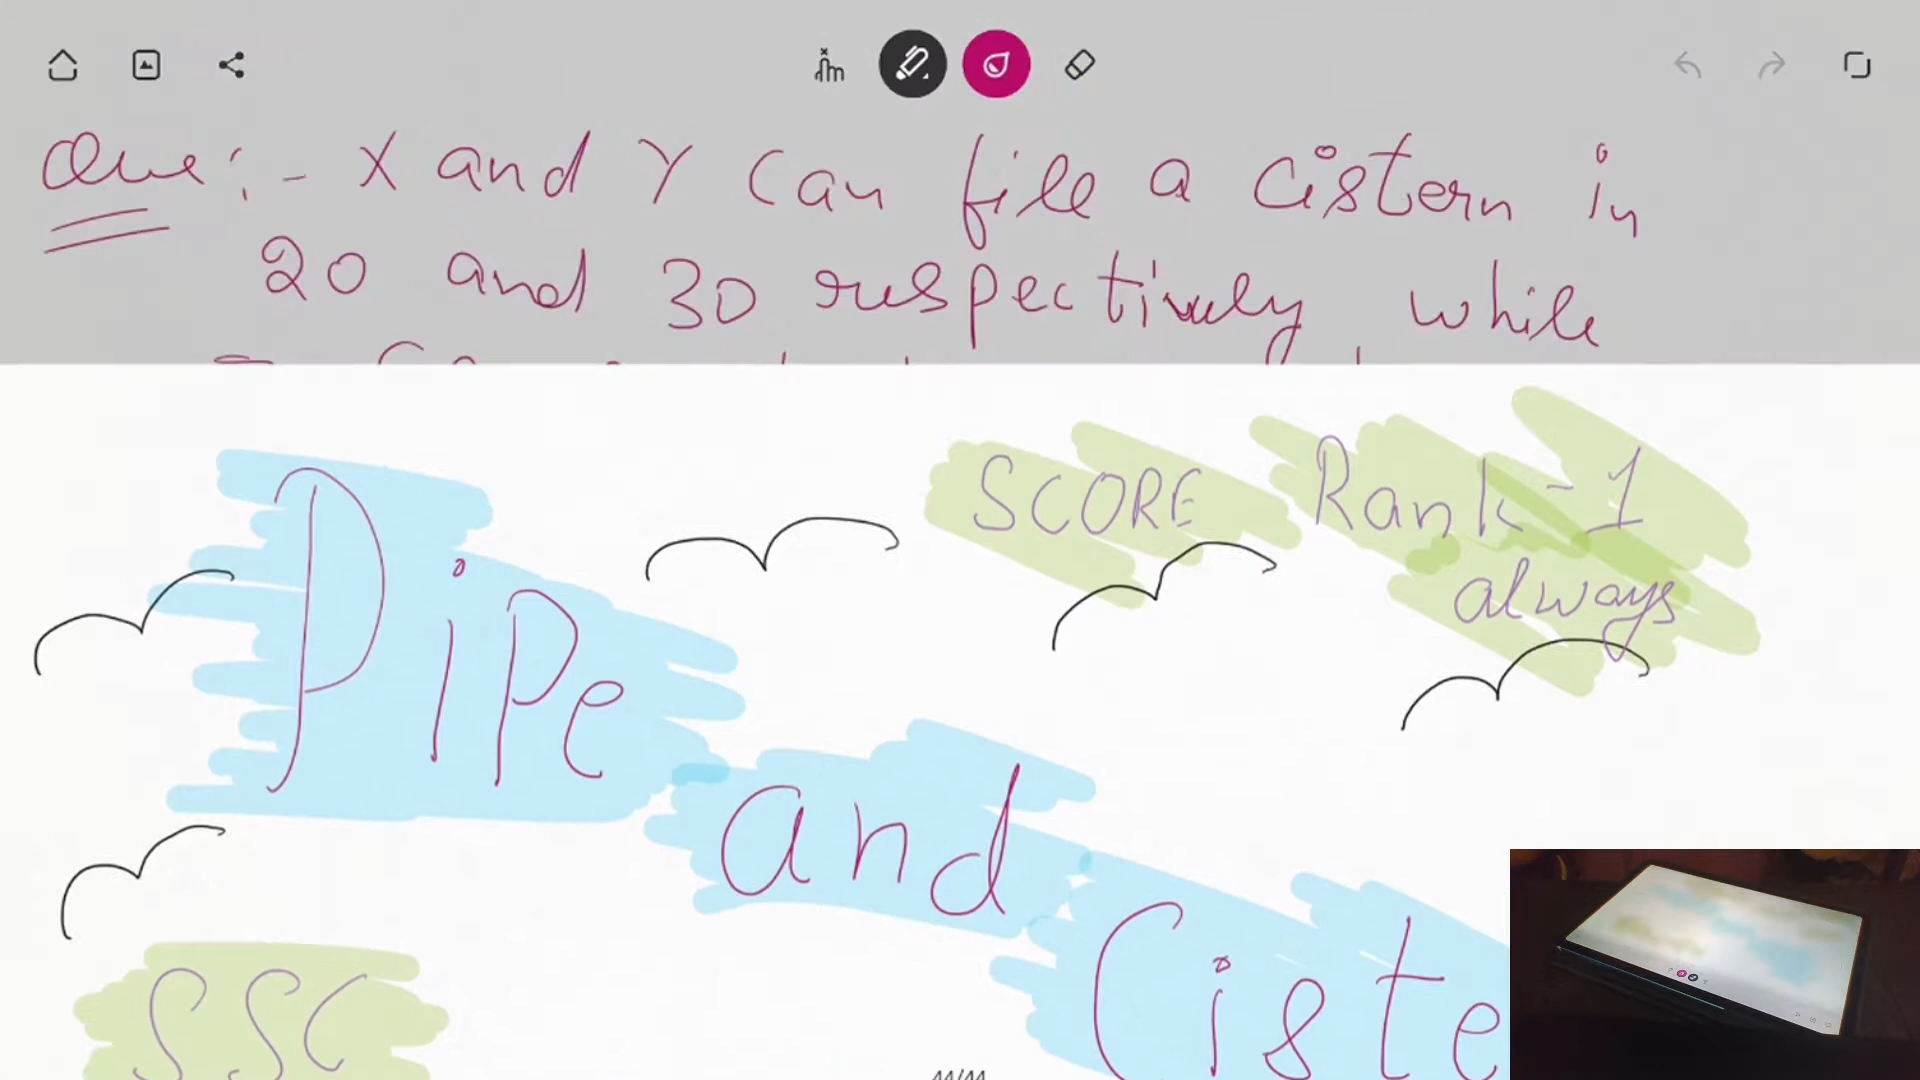 Que:- X and Y can fill a cistern in
20 and 30 respectively, while
SCORE Rank-1
always
Pipe
and
Ciste
SSC